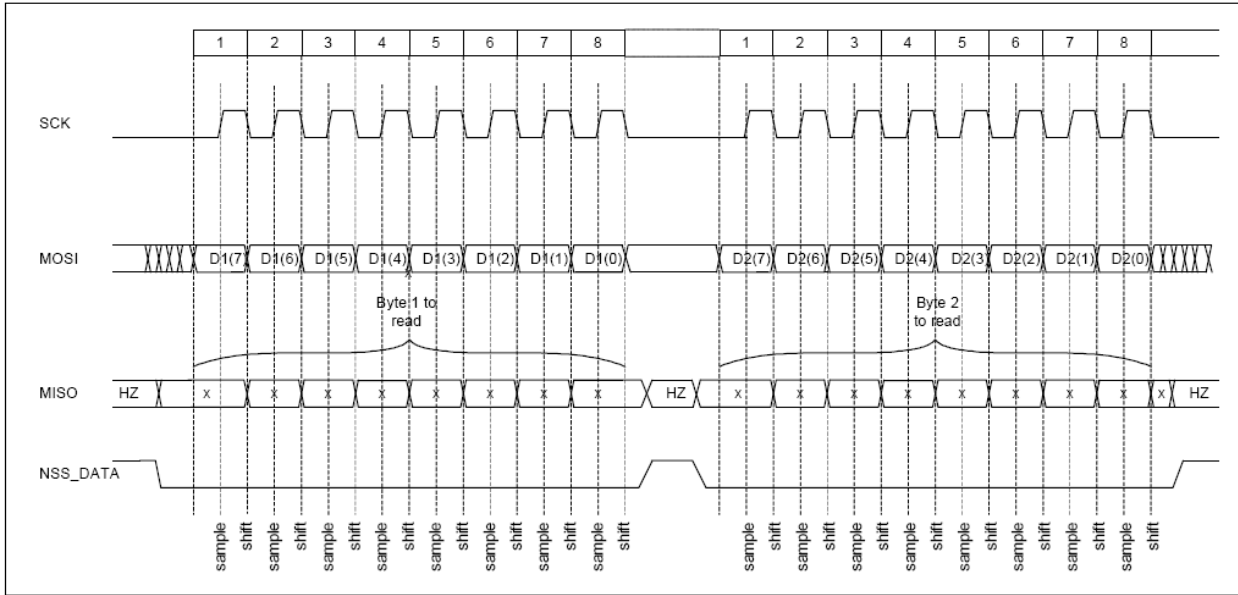 1 2 3 4 5 6 7 8 1 2 3 4 5 6 7 8
SCK
MOSI D1(7) D1(6) D1(5) D1(4) D1(3) D1(2) D1(1) D1(0) D2(7) D2(6) D2(5) D2(4) D2(3) D2(2) D2(1) D2(0)
Byte 1 to
read
Byte 2
to read
MISO HZ x x x x x x x x HZ x x x x x x x x x HZ
NSS_DATA
sample shift sample shift sample shift sample shift sample shift sample shift sample shift sample shift sample shift sample shift sample shift sample shift sample shift sample shift sample shift sample shift